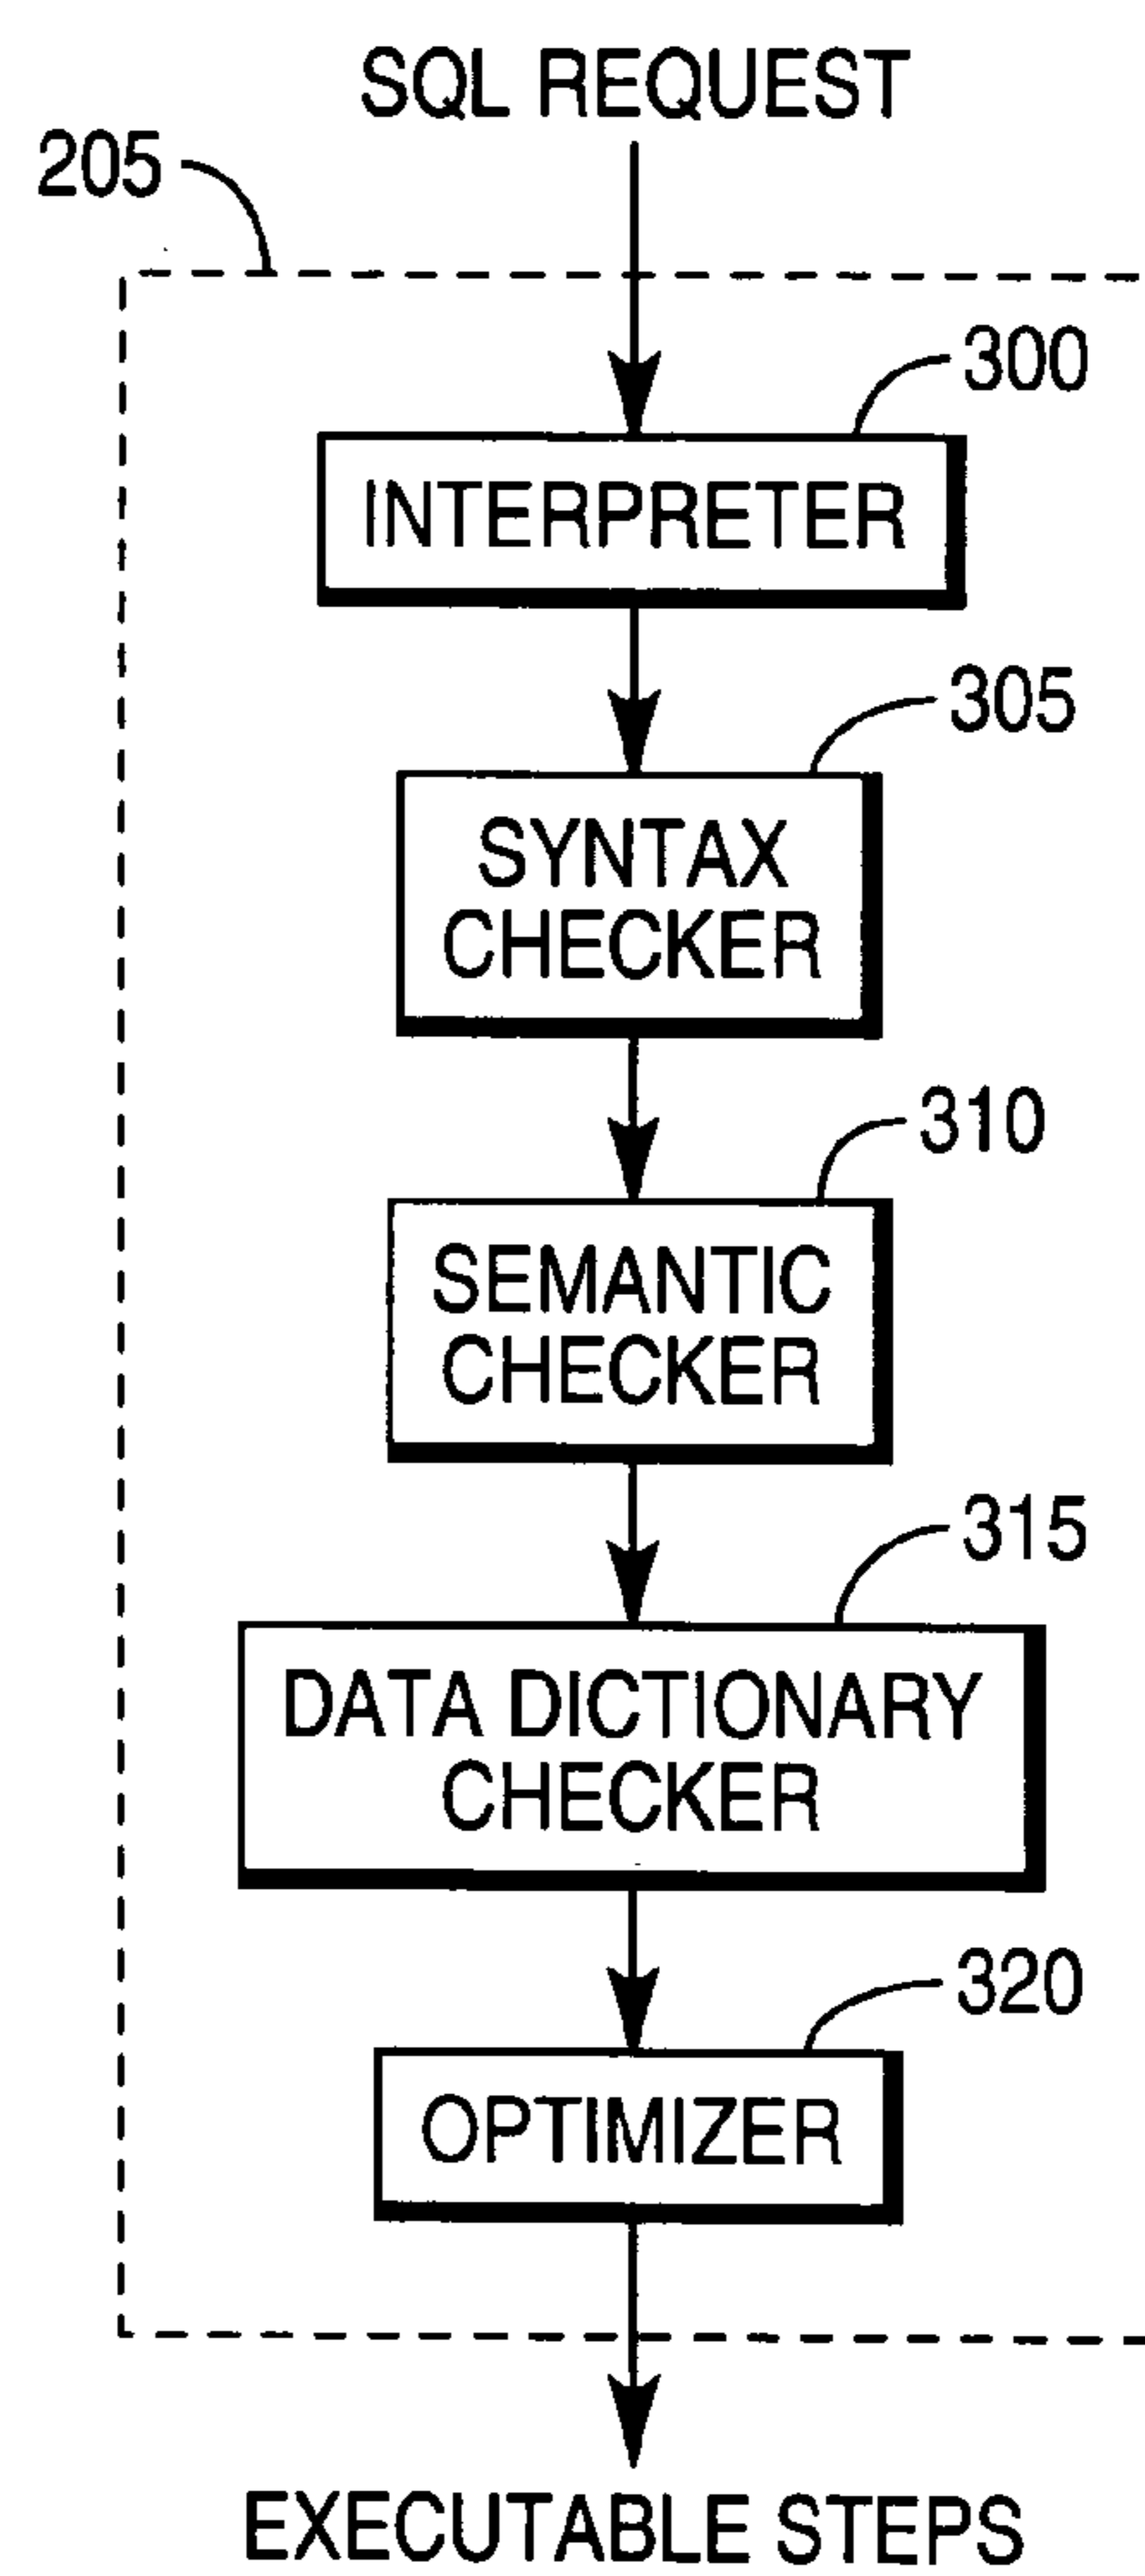 SQL REQUEST
205
300
INTERPRETER
305
SYNTAX
CHECKER
310
SEMANTIC
CHECKER
315
DATA DICTIONARY
CHECKER
320
OPTIMIZER
EXECUTABLE STEPS